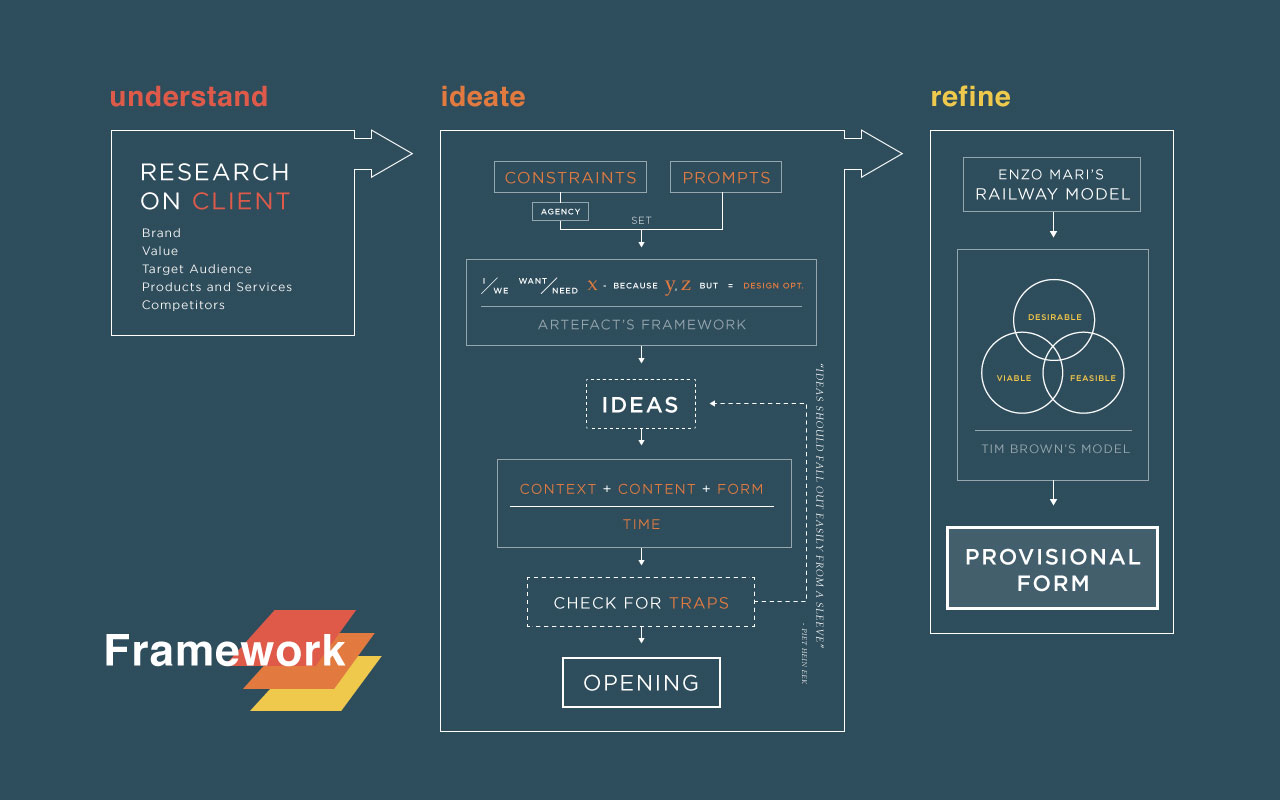 understand
RESEARCH
ON CLIENT
Brand
Value
Target Audience
Products and Services
Competitors
ideate
CONSTRAINTS
PROMPTS
AGENCY
SET
I/WE WANT/NEED x - BECAUSE y, z BUT = DESIGN OPT.
ARTEFACT'S FRAMEWORK
IDEAS
CONTEXT + CONTENT + FORM
TIME
CHECK FOR TRAPS
OPENING
"IDEAS SHOULD FALL OUT EASILY FROM A SLEEVE"
- PIET HEIN EEK
refine
ENZO MARI'S
RAILWAY MODEL
DESIRABLE
VIABLE
FEASIBLE
TIM BROWN'S MODEL
PROVISIONAL
FORM
Framework